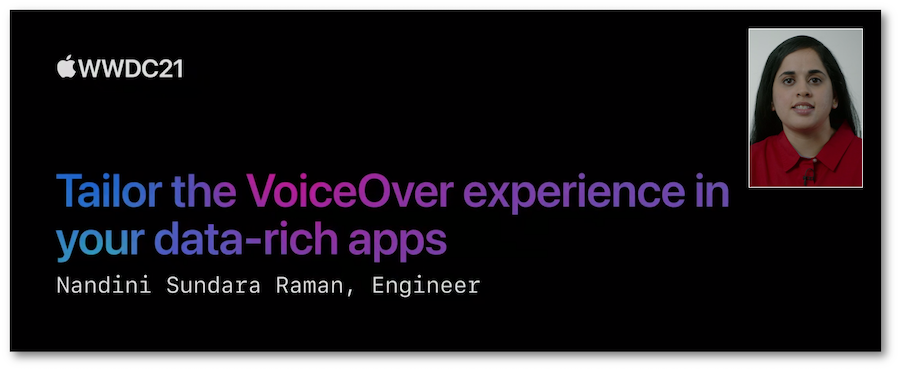 WWDC21
Tailor the VoiceOver experience in
your data-rich apps
Nandini Sundara Raman, Engineer